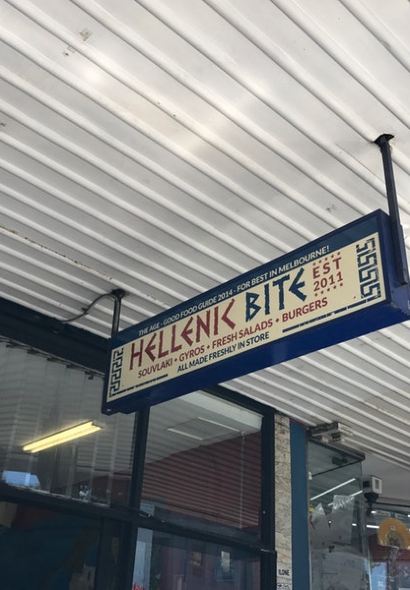 THE AGE - GOOD FOOD GUIDE 2014 - FOR BEST IN MELBOURNE!
HELLENIC BITE
EST
2011
SOUVLAKI • GYROS • FRESH SALADS • BURGERS
ALL MADE FRESHLY IN STORE